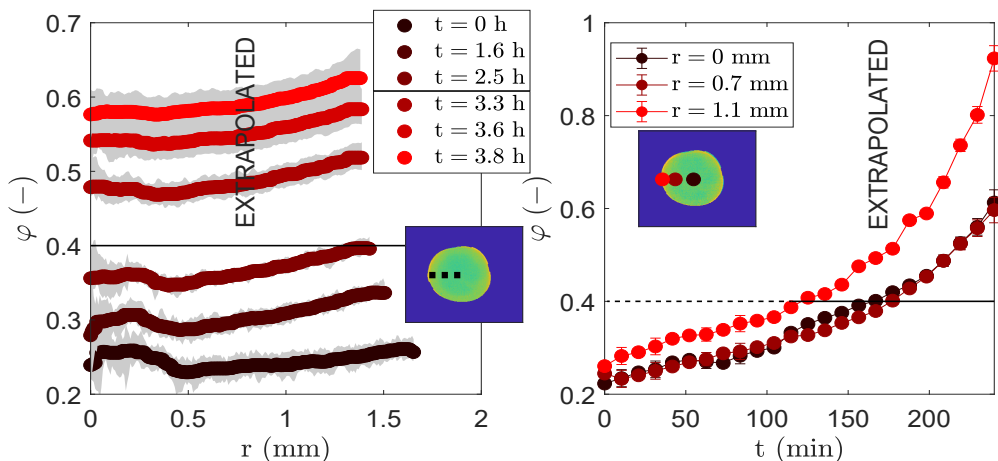 0.7
0.6
0.5
0.4
0.3
0.2
φ (−)
0
0.5
1
1.5
2
r (mm)
EXTRAPOLATED
t = 0 h
t = 1.6 h
t = 2.5 h
t = 3.3 h
t = 3.6 h
t = 3.8 h
1
0.8
0.6
0.4
0.2
φ (−)
0
50
100
150
200
t (min)
EXTRAPOLATED
r = 0 mm
r = 0.7 mm
r = 1.1 mm